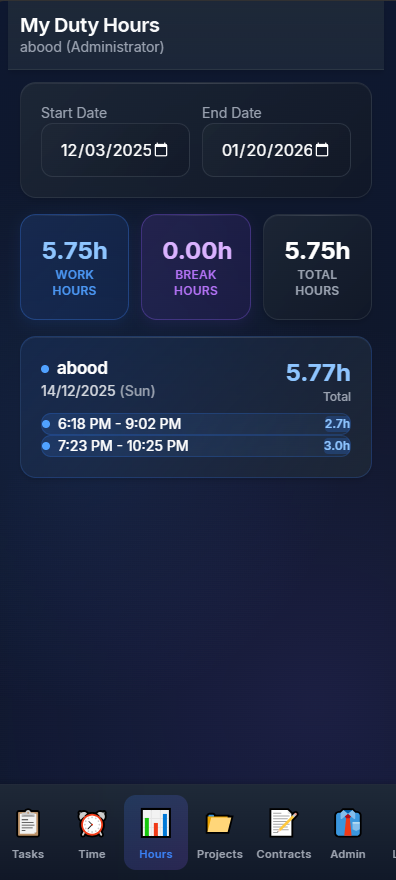 My Duty Hours
abood (Administrator)
Start Date
End Date
12/03/2025
01/20/2026
5.75h
WORK
HOURS
0.00h
BREAK
HOURS
5.75h
TOTAL
HOURS
abood
5.77h
14/12/2025 (Sun)
Total
6:18 PM - 9:02 PM
2.7h
7:23 PM - 10:25 PM
3.0h
Tasks
Time
Hours
Projects
Contracts
Admin